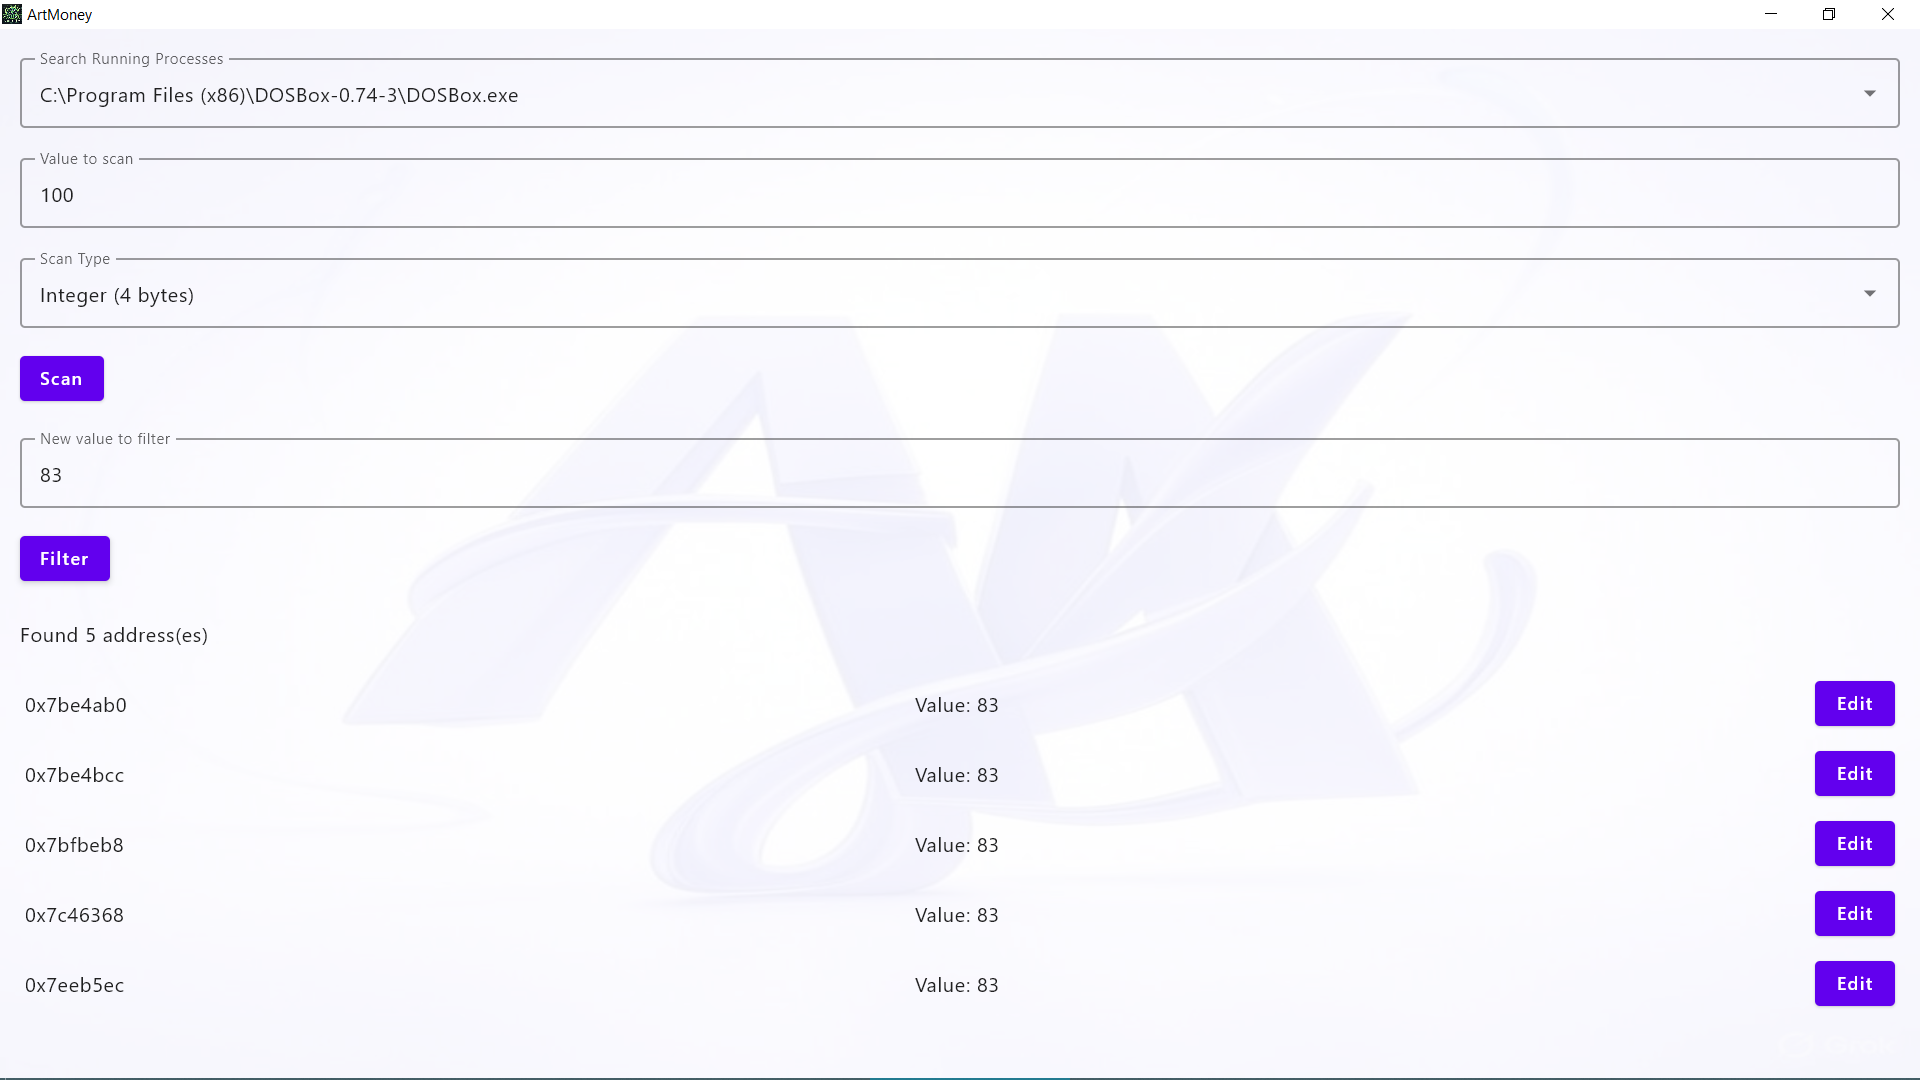 ArtMoney
Search Running Processes
C:\Program Files (x86)\DOSBox-0.74-3\DOSBox.exe
Value to scan
100
Scan Type
Integer (4 bytes)
Scan
New value to filter
83
Filter
Found 5 address(es)
0x7be4ab0 Value: 83 Edit
0x7be4bcc Value: 83 Edit
0x7bfbeb8 Value: 83 Edit
0x7c46368 Value: 83 Edit
0x7eeb5ec Value: 83 Edit